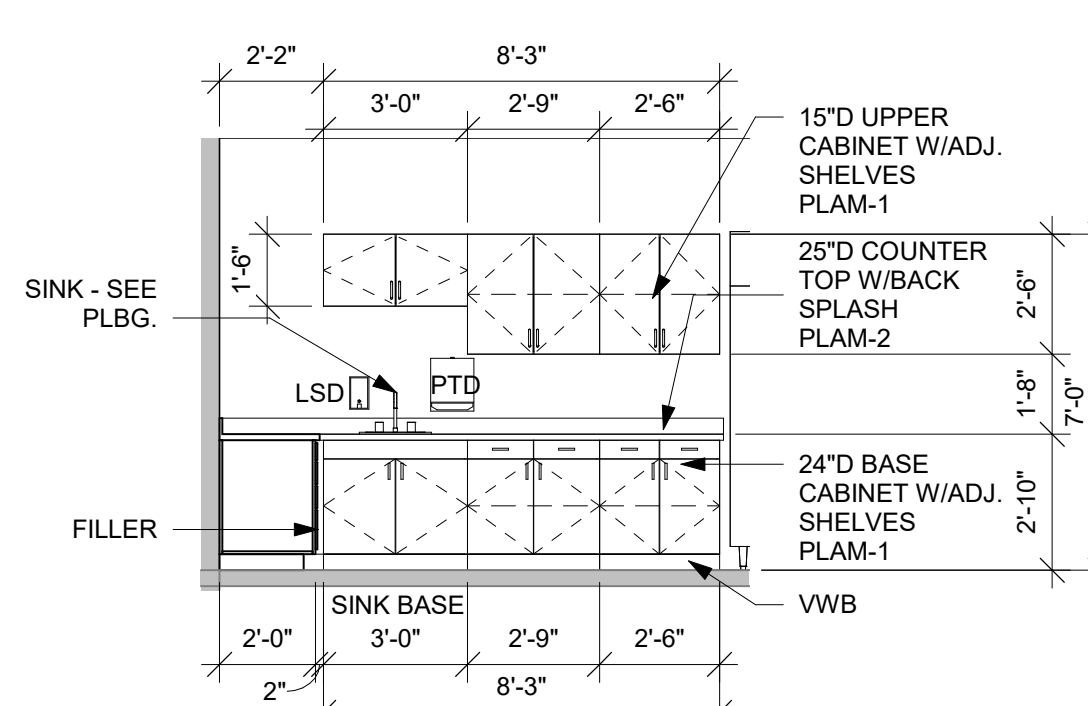 2'-2"
8'-3"
3'-0"
2'-9"
2'-6"
15"D UPPER
CABINET W/ADJ.
SHELVES
PLAM-1
1'-6"
25"D COUNTER
TOP W/BACK
SPLASH
PLAM-2
2'-6"
SINK - SEE
PLBG.
LSD
PTD
1'-8"
7'-0"
24"D BASE
CABINET W/ADJ.
SHELVES
PLAM-1
2'-10"
FILLER
VWB
SINK BASE
2'-0"
3'-0"
2'-9"
2'-6"
2"
8'-3"